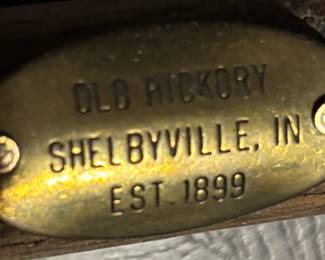 OLD HICKORY
SHELBYVILLE, IN
EST. 1899